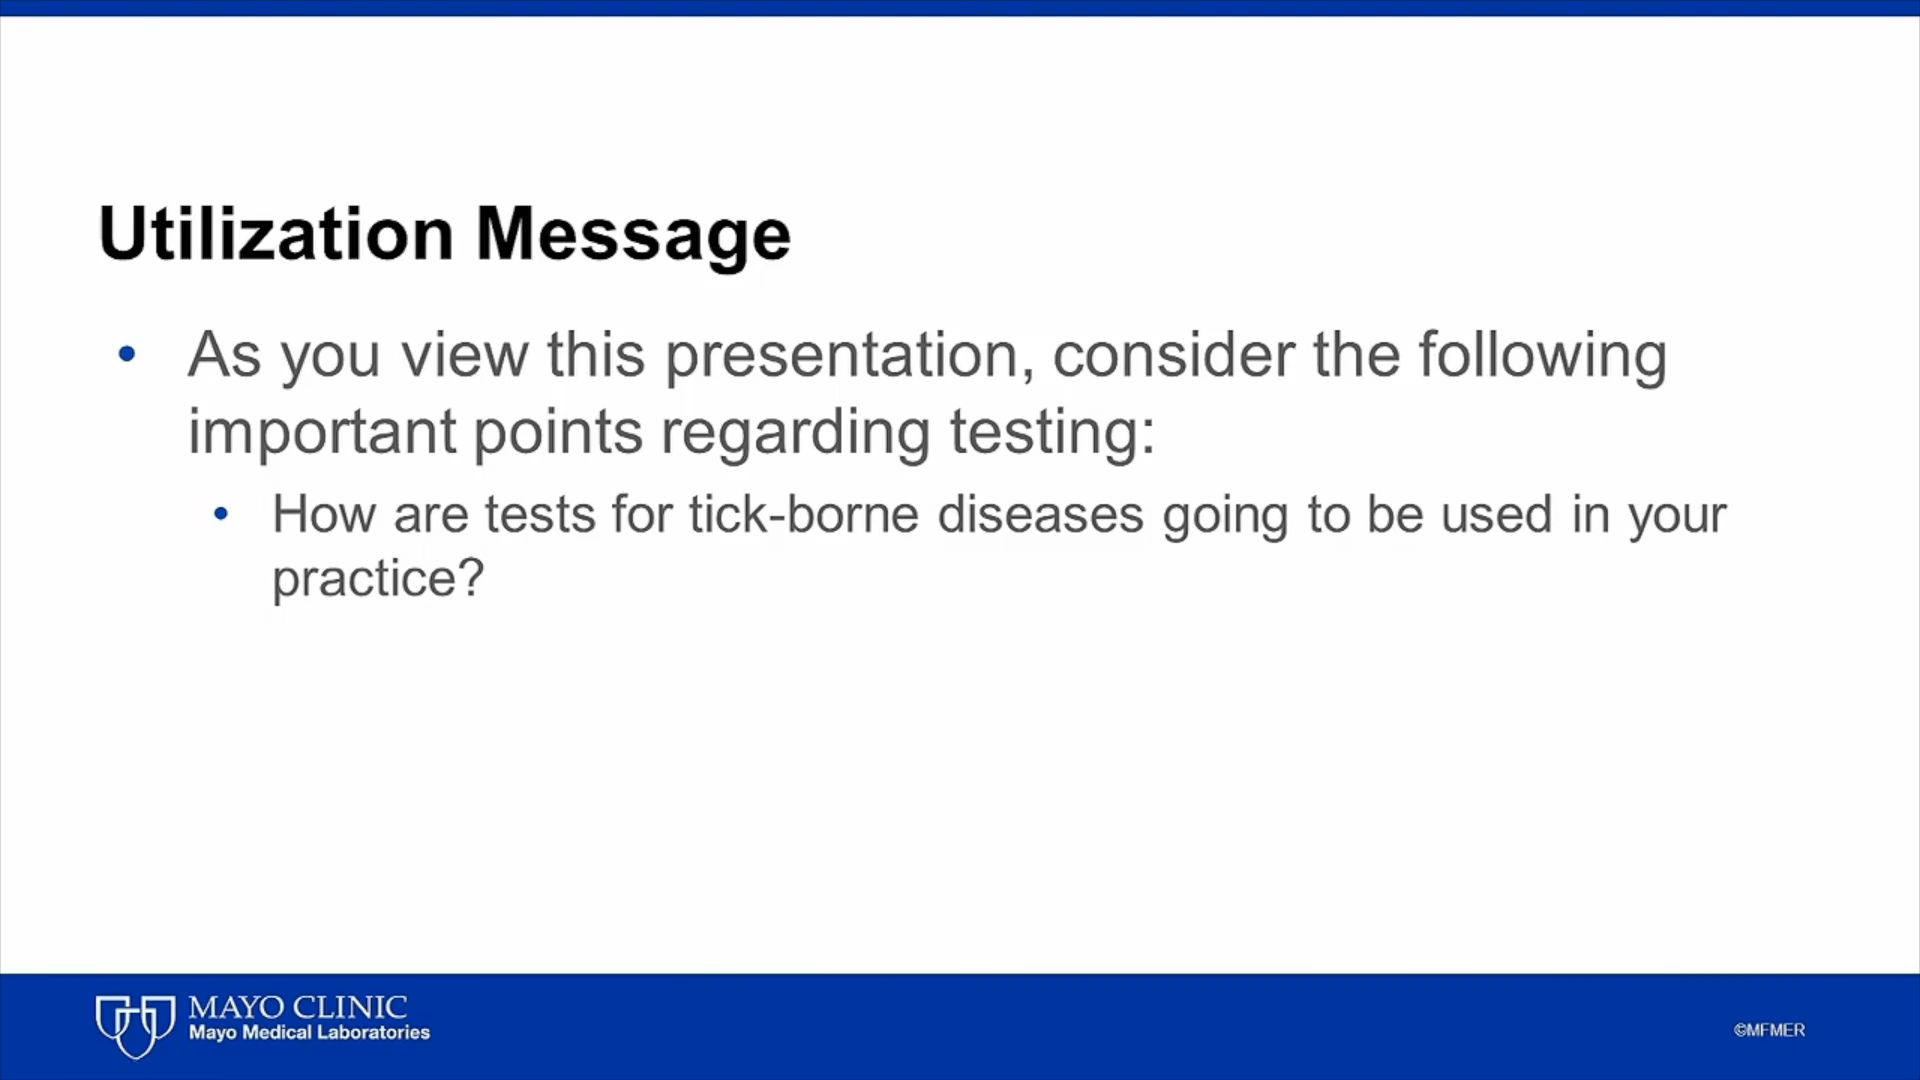 Utilization Message
• As you view this presentation, consider the following
important points regarding testing:
• How are tests for tick-borne diseases going to be used in your
practice?
MAYO CLINIC
Mayo Medical Laboratories
©MFMER